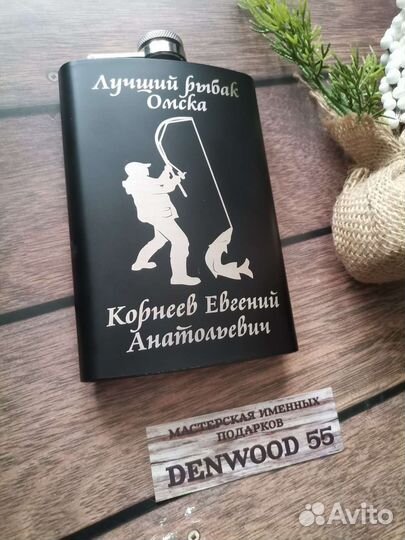 Лучший рыбак
Омска
Корнеев Евгений
Анатольевич
МАСТЕРСКАЯ ИМЕННЫХ
ПОДАРКОВ
DENWOOD 55
Avito